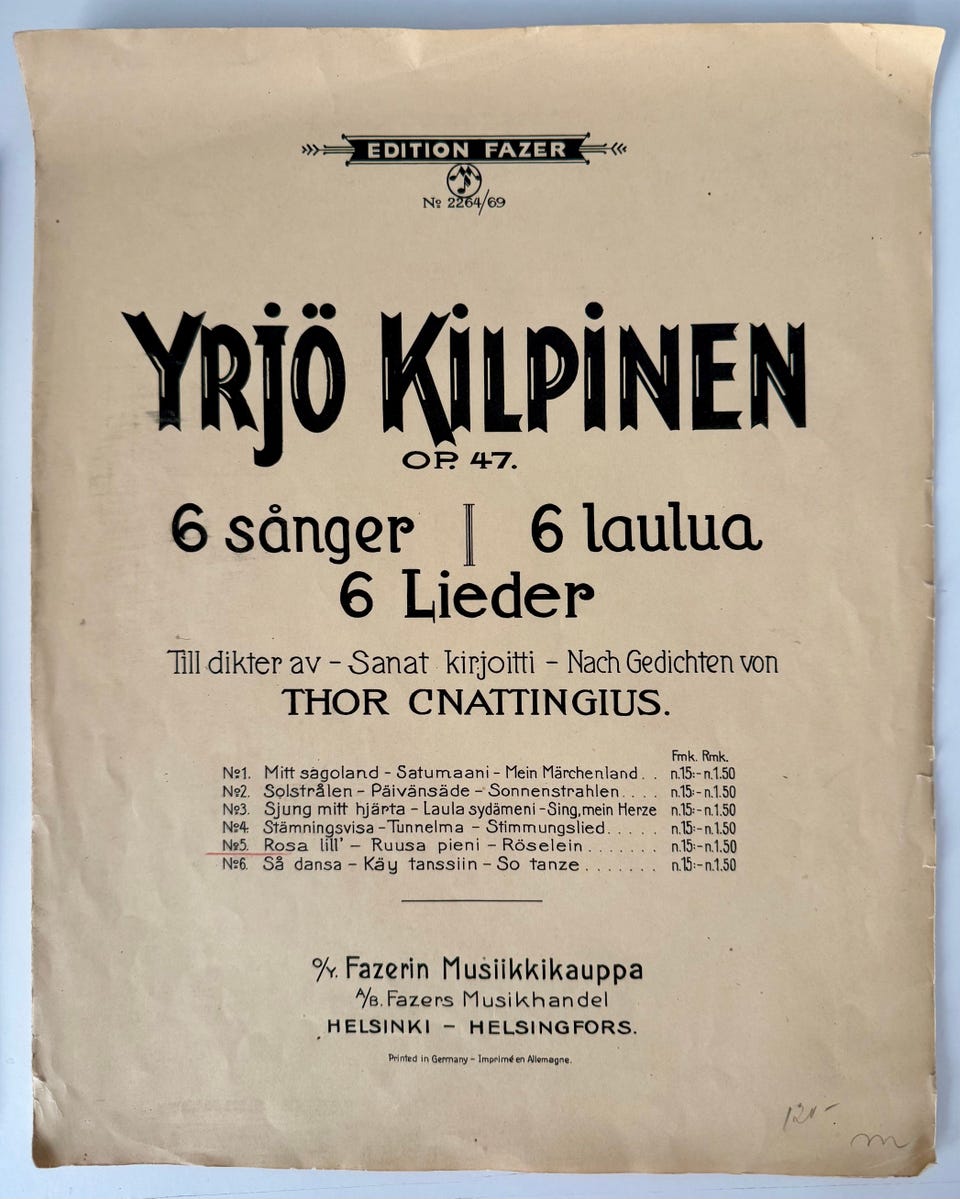 EDITION FAZER
№ 2264/69
YRJÖ KILPINEN
OP. 47.
6 sånger | 6 laulua
6 Lieder
Till dikter av – Sanat kirjoitti – Nach Gedichten von
THOR CNATTINGIUS.
Fmk. Rmk.
№1. Mitt sagoland – Satumaani – Mein Märchenland . . n.15:- n.1.50
№2. Solstrålen – Päivänsäde – Sonnenstrahlen . . . . n.15:- n.1.50
№3. Sjung mitt hjärta – Laula sydämeni – Sing, mein Herze n.15:- n.1.50
№4. Stämningsvisa – Tunnelma – Stimmungslied . . . . . n.15:- n.1.50
№5. Rosa lill' – Ruusa pieni – Röselein . . . . . . . n.15:- n.1.50
№6. Så dansa – Käy tanssiin – So tanze . . . . . . . n.15:- n.1.50
O/Y. Fazerin Musiikkikauppa
A/B. Fazers Musikhandel
HELSINKI – HELSINGFORS.
Printed in Germany – Imprimé en Allemagne.